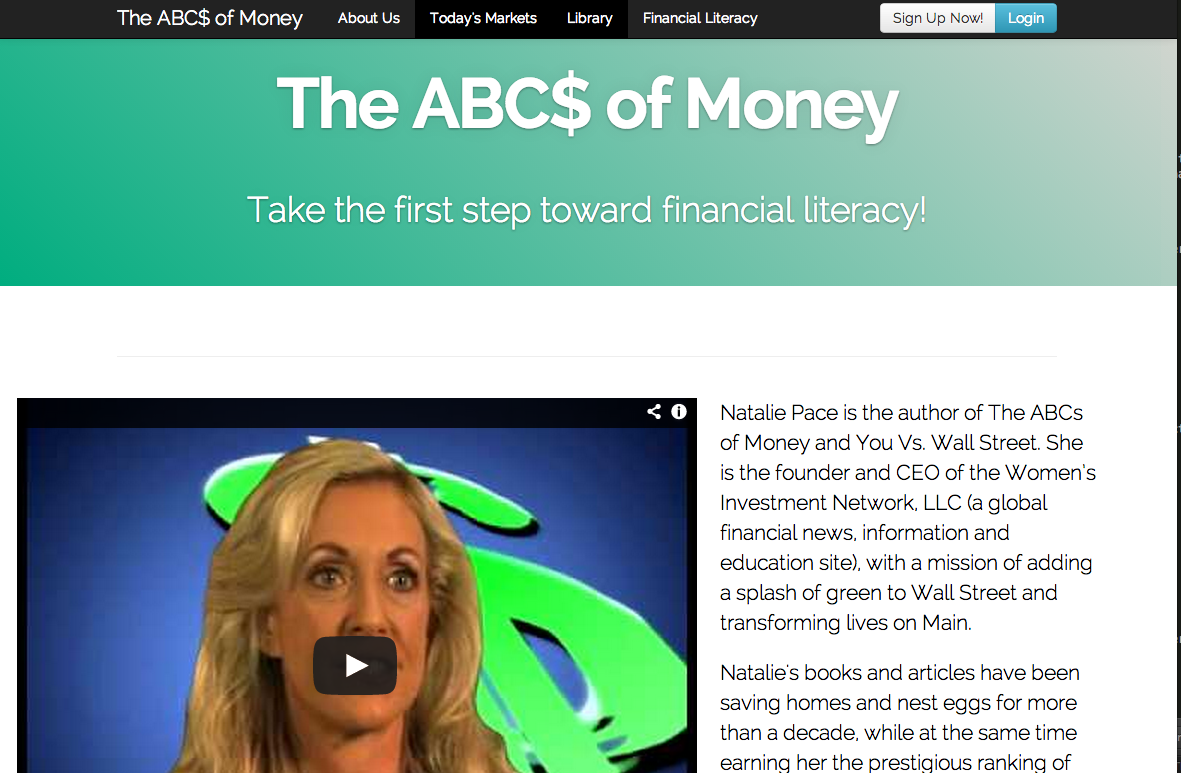 The ABC$ of Money About Us Today's Markets Library Financial Literacy Sign Up Now! Login
The ABC$ of Money
Take the first step toward financial literacy!
Natalie Pace is the author of The ABCs
of Money and You Vs. Wall Street. She
is the founder and CEO of the Women's
Investment Network, LLC (a global
financial news, information and
education site), with a mission of adding
a splash of green to Wall Street and
transforming lives on Main.
Natalie's books and articles have been
saving homes and nest eggs for more
than a decade, while at the same time
earning her the prestigious ranking of